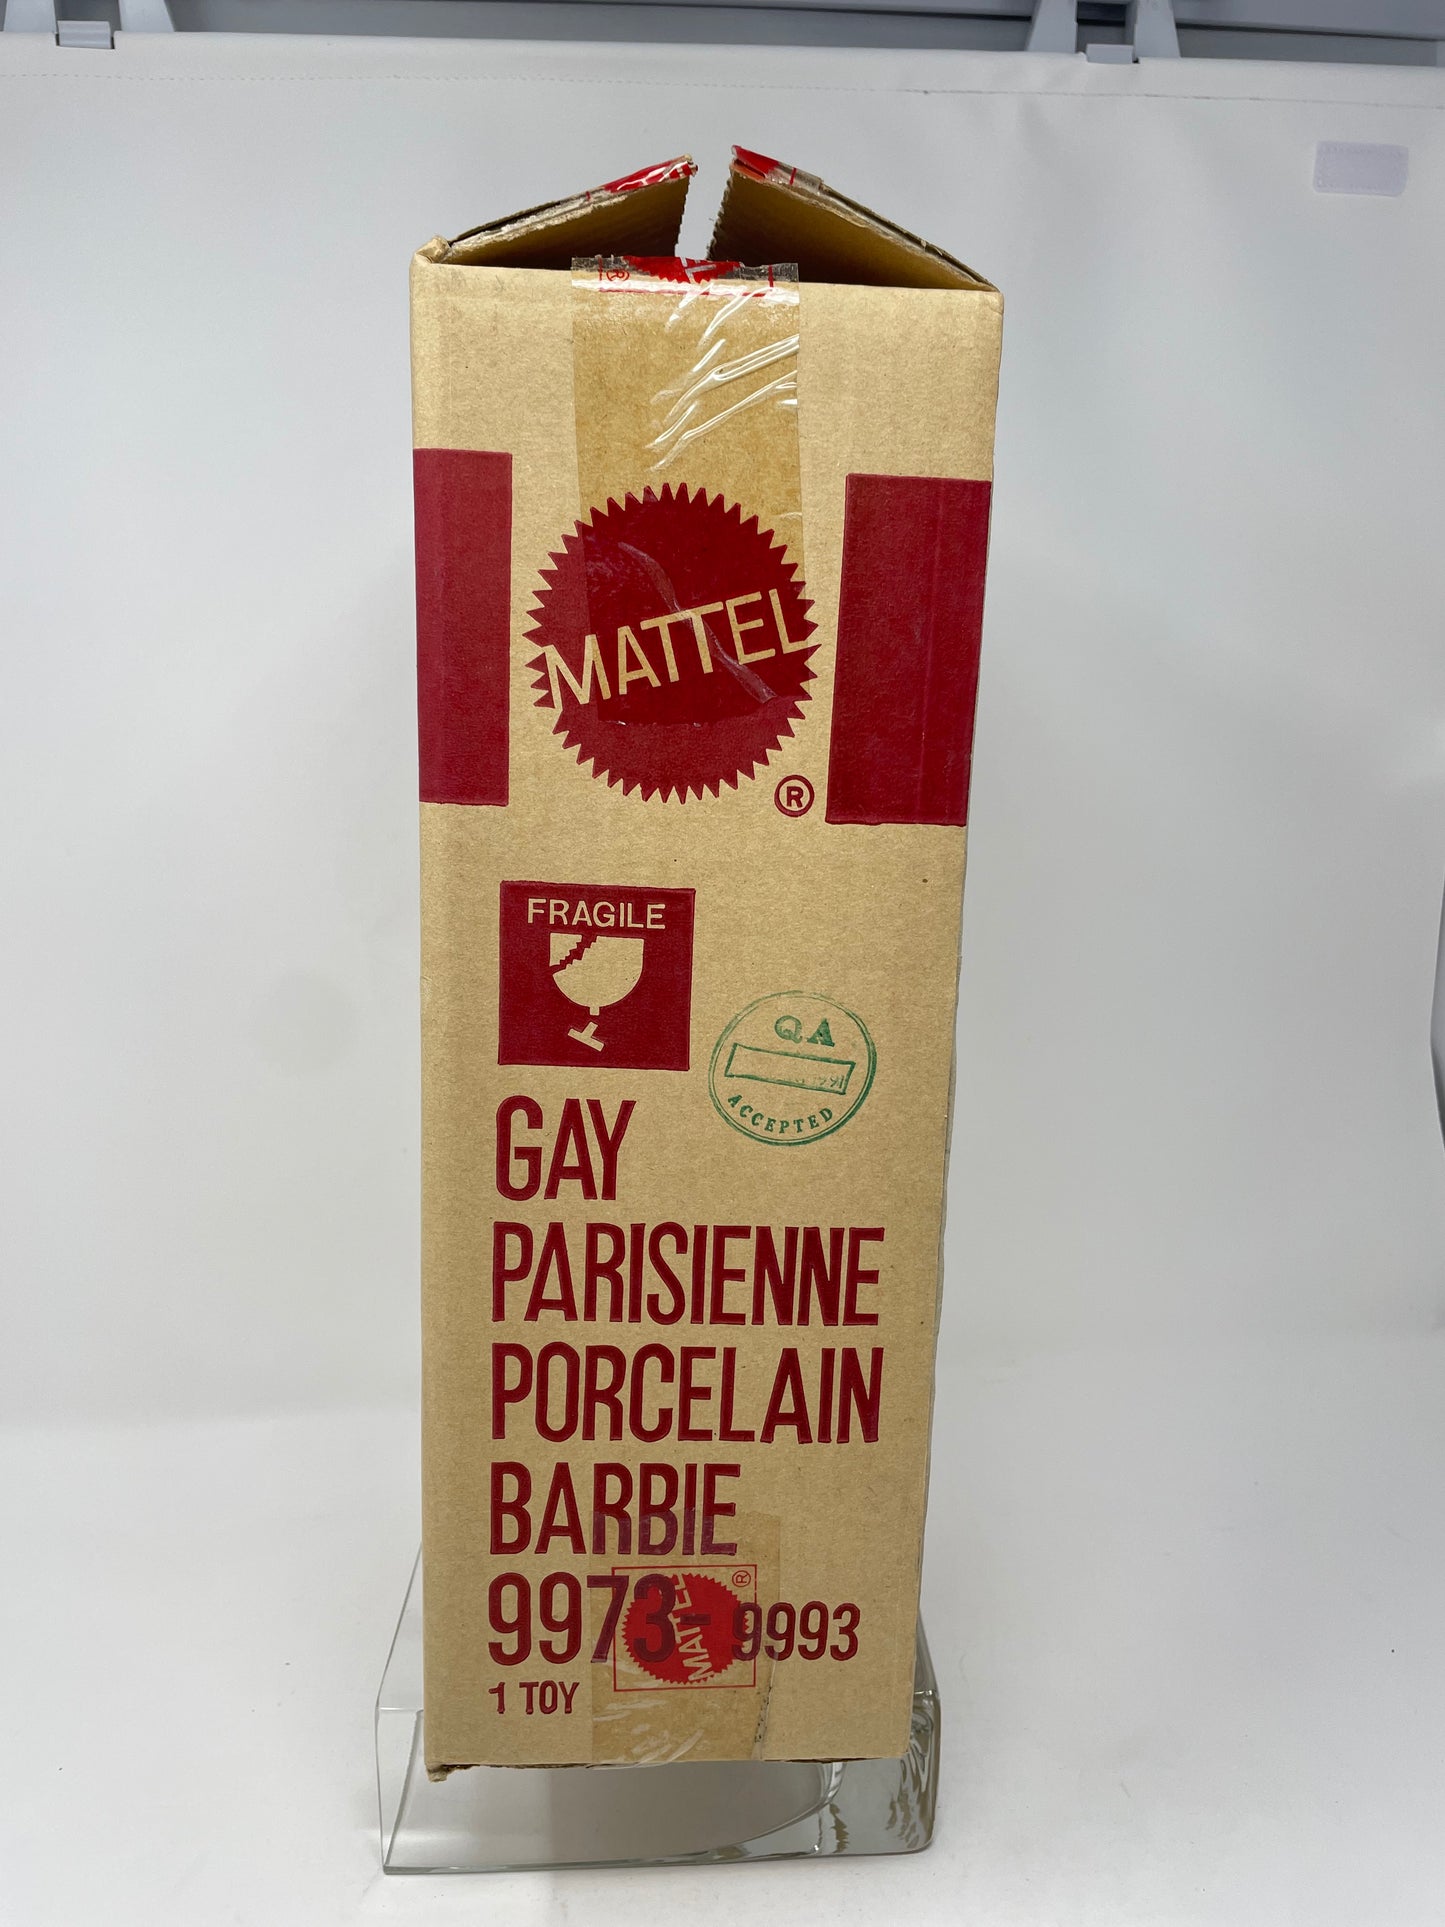 ®
MATTEL
®
FRAGILE
QA
ACCEPTED
GAY
PARISIENNE
PORCELAIN
BARBIE
9973-9993
MATTEL ®
1 TOY